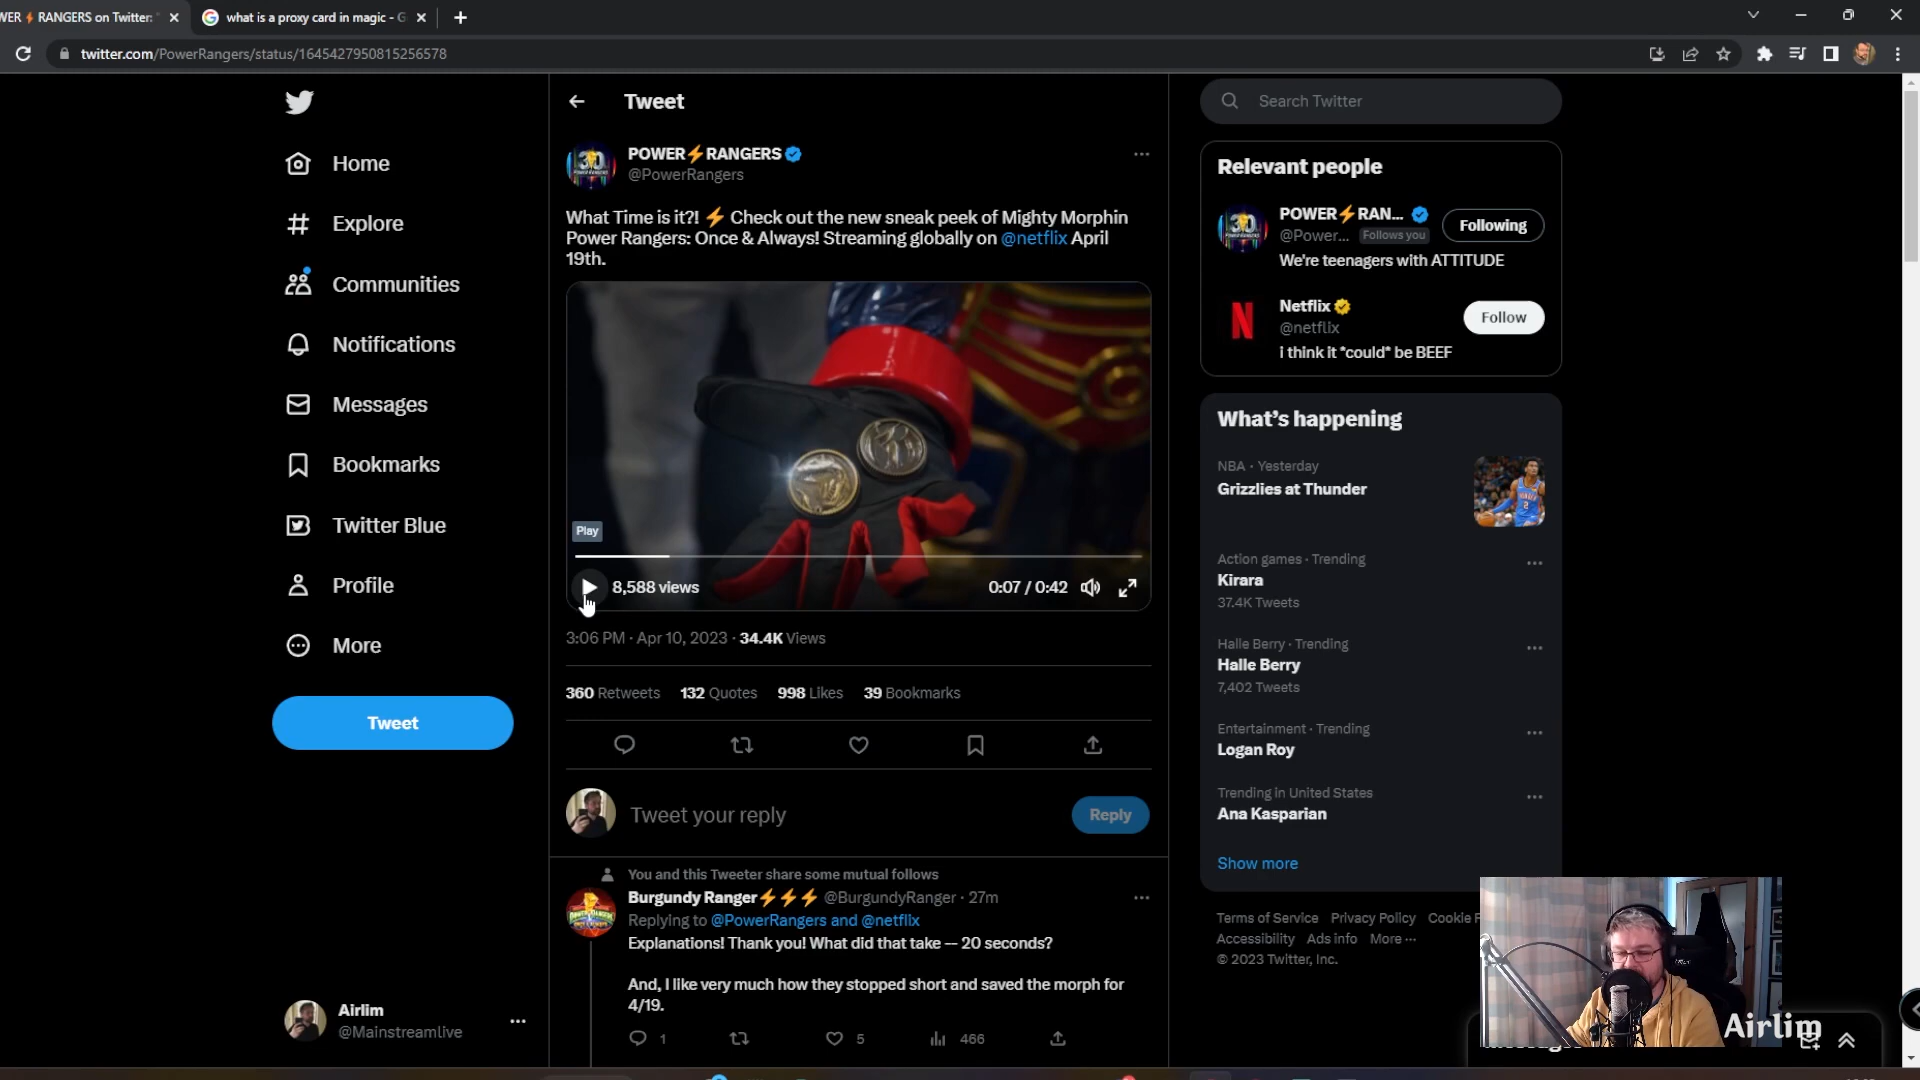 WER⚡RANGERS on Twitter: "
what is a proxy card in magic - G
twitter.com/PowerRangers/status/1645427950815256578
Home
Explore
Communities
Notifications
Messages
Bookmarks
Twitter Blue
Profile
More
Tweet
Airlim
@Mainstreamlive
Tweet
POWER⚡RANGERS
@PowerRangers
What Time is it?! ⚡ Check out the new sneak peek of Mighty Morphin
Power Rangers: Once & Always! Streaming globally on @netflix April
19th.
Play
8,588 views
0:07 / 0:42
3:06 PM · Apr 10, 2023 · 34.4K Views
360 Retweets 132 Quotes 998 Likes 39 Bookmarks
Tweet your reply
Reply
You and this Tweeter share some mutual follows
Burgundy Ranger⚡⚡⚡ @BurgundyRanger · 27m
Replying to @PowerRangers and @netflix
Explanations! Thank you! What did that take -- 20 seconds?
And, I like very much how they stopped short and saved the morph for
4/19.
1
5
466
Search Twitter
Relevant people
POWER⚡RAN...
@Power... Follows you
Following
We're teenagers with ATTITUDE
Netflix
@netflix
Follow
i think it *could* be BEEF
What's happening
NBA · Yesterday
Grizzlies at Thunder
Action games · Trending
Kirara
37.4K Tweets
Halle Berry · Trending
Halle Berry
7,402 Tweets
Entertainment · Trending
Logan Roy
Trending in United States
Ana Kasparian
Show more
Terms of Service Privacy Policy Cookie P
Accessibility Ads info More ...
© 2023 Twitter, Inc.
Airlim